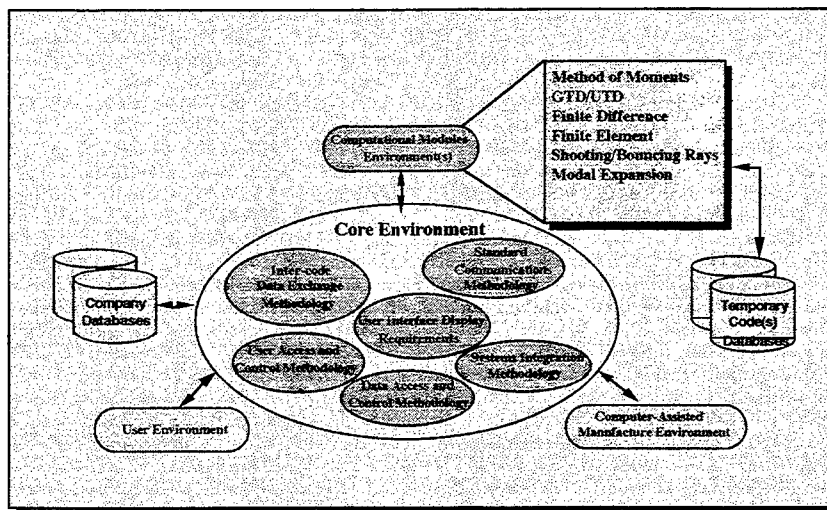 Method of Moments
GTD/UTD
Finite Difference
Finite Element
Shooting/Bouncing Rays
Modal Expansion
Computational Modules
Environment(s)
Core Environment
Standard
Communications
Methodology
Inter-code
Data Exchange
Methodology
User Interface Display
Requirements
User Access and
Control Methodology
Systems Integration
Methodology
Data Access and
Control Methodology
Company
Databases
Temporary
Code(s)
Databases
User Environment
Computer-Assisted
Manufacture Environment